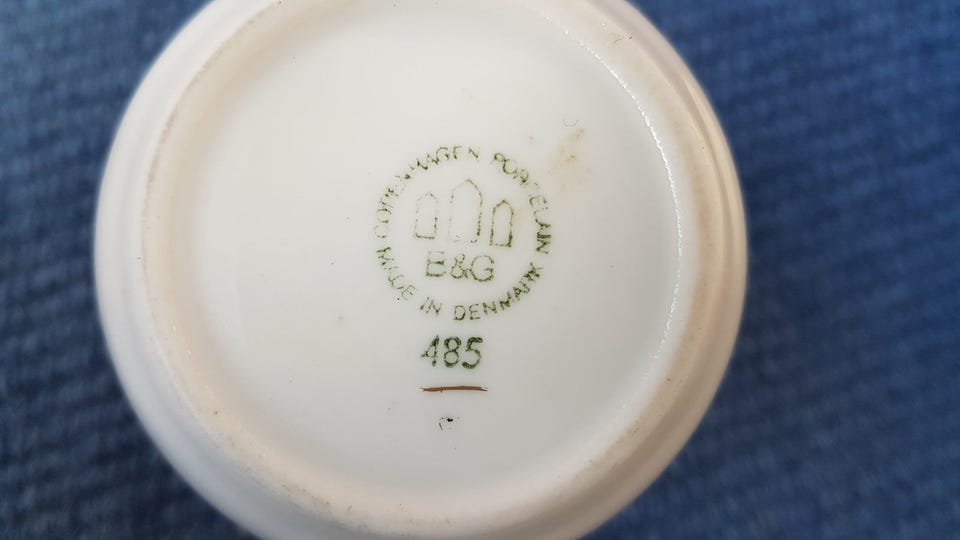 COPENHAGEN PORCELAIN
B&G
MADE IN DENMARK
485